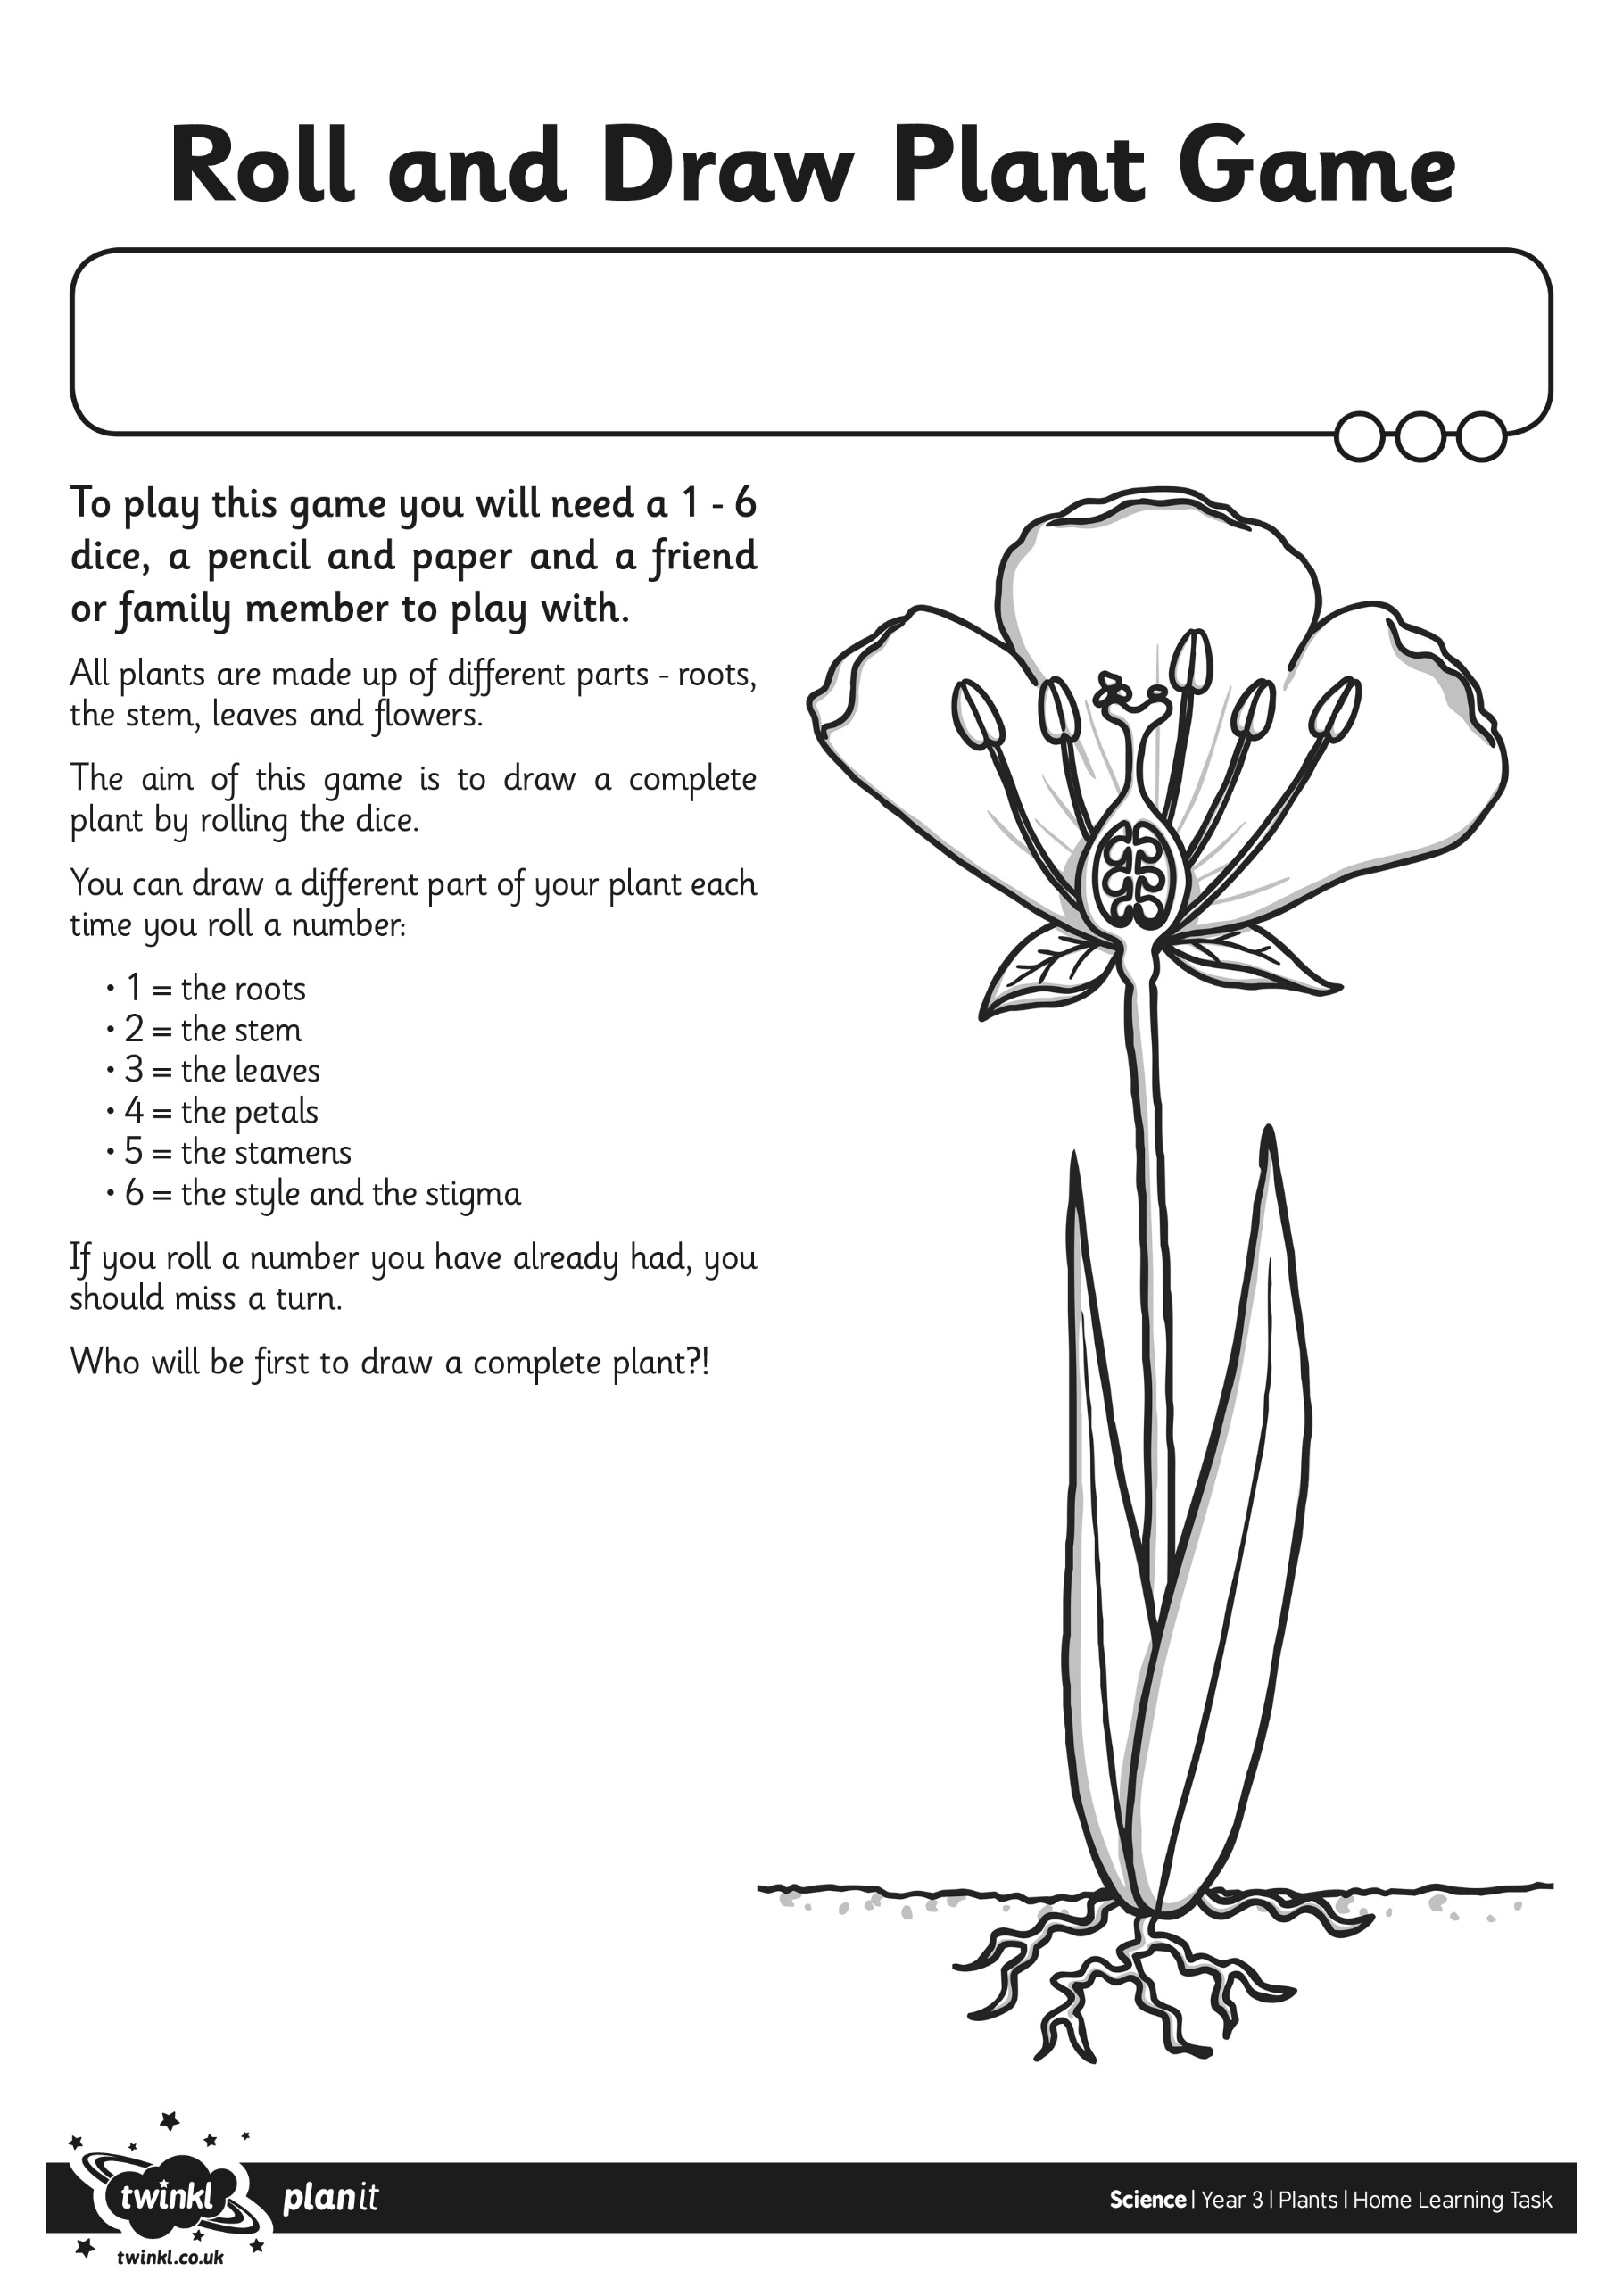 Roll and Draw Plant Game
To play this game you will need a 1 - 6
dice, a pencil and paper and a friend
or family member to play with.
All plants are made up of different parts - roots,
the stem, leaves and flowers.
The aim of this game is to draw a complete
plant by rolling the dice.
You can draw a different part of your plant each
time you roll a number:
• 1 = the roots
• 2 = the stem
• 3 = the leaves
• 4 = the petals
• 5 = the stamens
• 6 = the style and the stigma
If you roll a number you have already had, you
should miss a turn.
Who will be first to draw a complete plant?!
twinkl
planit
twinkl.co.uk
Science | Year 3 | Plants | Home Learning Task